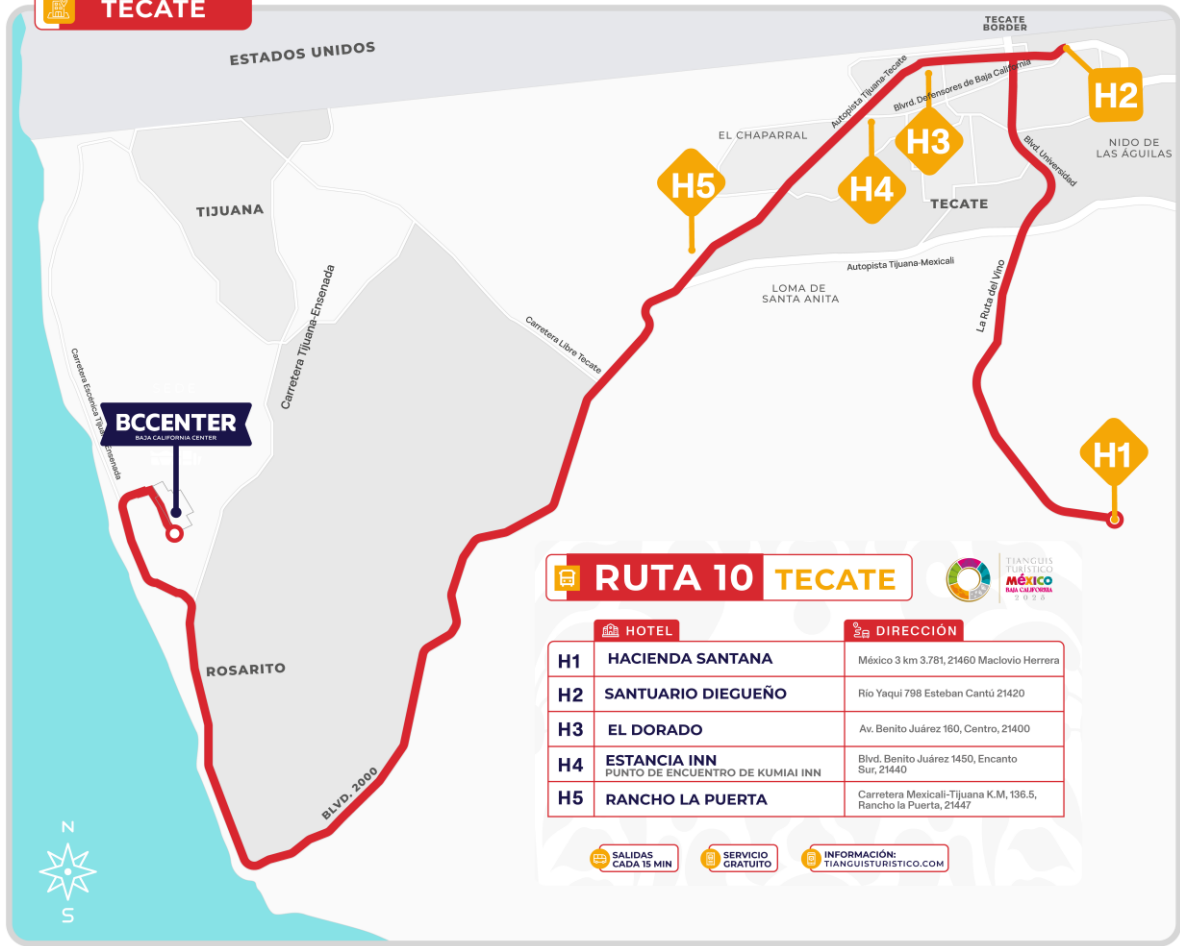 TECATE
ESTADOS UNIDOS
TECATE
BORDER
Autopista Tijuana-Tecate
Blvrd. Defensores de Baja California
H2
EL CHAPARRAL
H3
NIDO DE
LAS ÁGUILAS
Blvd. Universidad
H5
H4
TIJUANA
TECATE
Autopista Tijuana-Mexicali
LOMA DE
SANTA ANITA
La Ruta del Vino
Carretera Tijuana-Ensenada
Carretera Libre Tecate
Carretera Escénica Tijuana-Ensenada
BCCENTER
BAJA CALIFORNIA CENTER
H1
ROSARITO
BLVD. 2000
RUTA 10 TECATE
TIANGUIS
TURÍSTICO
MÉXICO
BAJA CALIFORNIA
HOTEL DIRECCIÓN
H1 HACIENDA SANTANA México 3 km 3.781, 21460 Maclovio Herrera
H2 SANTUARIO DIEGUEÑO Río Yaqui 798 Esteban Cantú 21420
H3 EL DORADO Av. Benito Juárez 160, Centro, 21400
H4 ESTANCIA INN Blvd. Benito Juárez 1450, Encanto
PUNTO DE ENCUENTRO DE KUMIAI INN Sur, 21440
H5 RANCHO LA PUERTA Carretera Mexicali-Tijuana K.M, 136.5,
Rancho la Puerta, 21447
SALIDAS
CADA 15 MIN
SERVICIO
GRATUITO
INFORMACIÓN:
TIANGUISTURISTICO.COM
N
S